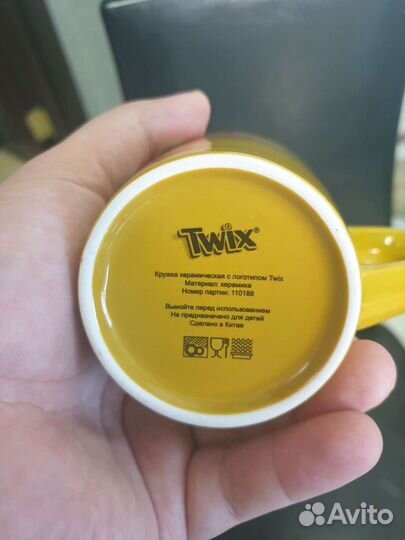 TWIX®
Кружка керамическая с логотипом Twix
Материал: керамика
Номер партии: 110188
Вымойте перед использованием
Не предназначено для детей
Сделано в Китае
Avito